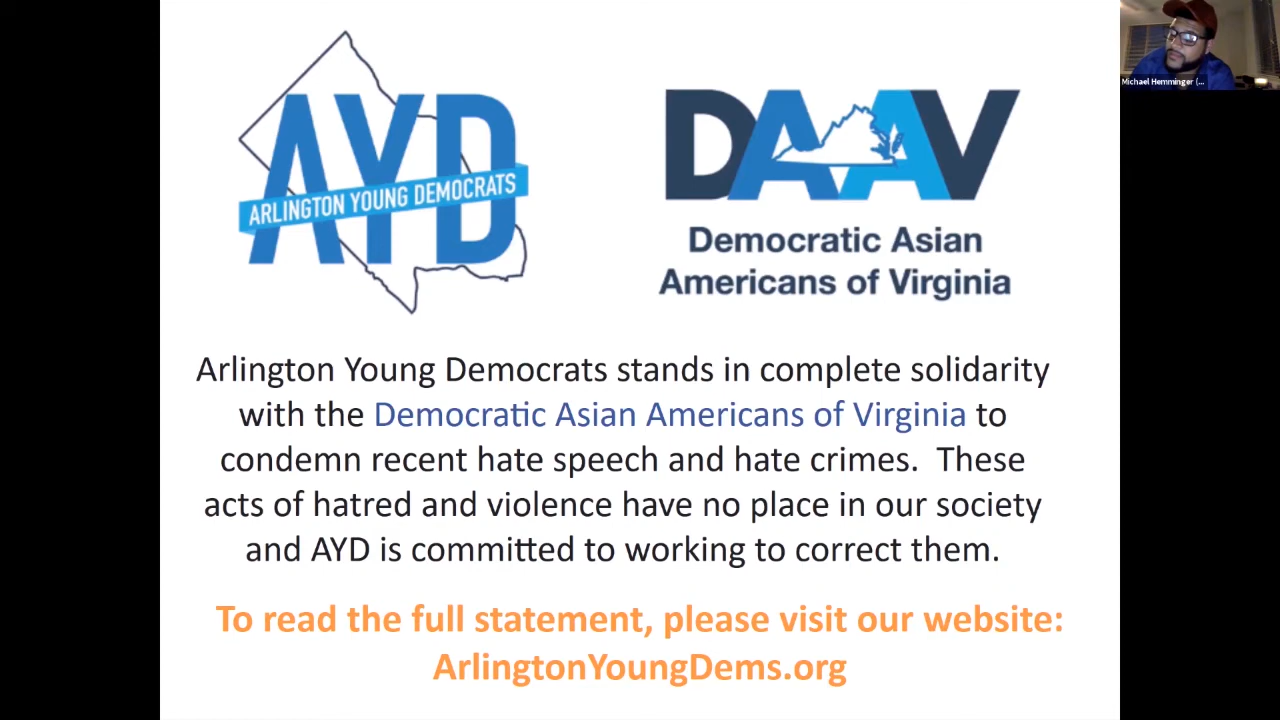 AYD
ARLINGTON YOUNG DEMOCRATS
DAAV
Democratic Asian
Americans of Virginia
Michael Hemminger (...
Arlington Young Democrats stands in complete solidarity
with the Democratic Asian Americans of Virginia to
condemn recent hate speech and hate crimes.  These
acts of hatred and violence have no place in our society
and AYD is committed to working to correct them.
To read the full statement, please visit our website:
ArlingtonYoungDems.org